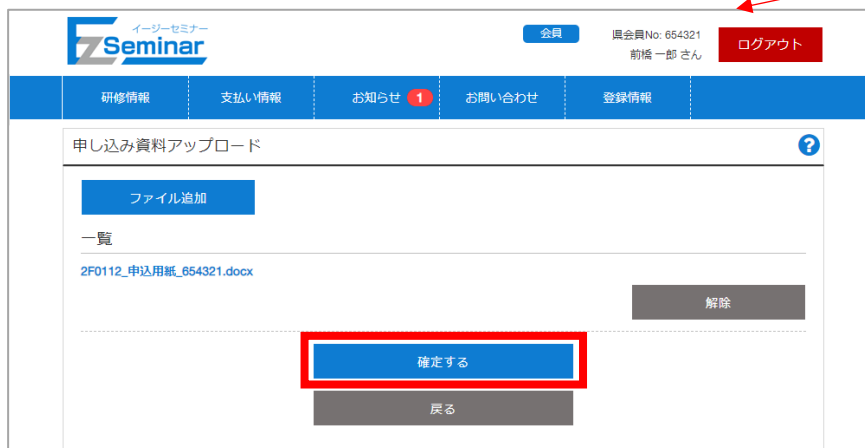 イージーセミナー
EZ Seminar
会員
県会員No: 654321
前橋 一郎 さん
ログアウト
研修情報
支払い情報
お知らせ 1
お問い合わせ
登録情報
申し込み資料アップロード
?
ファイル追加
一覧
2F0112_申込用紙_654321.docx
解除
確定する
戻る